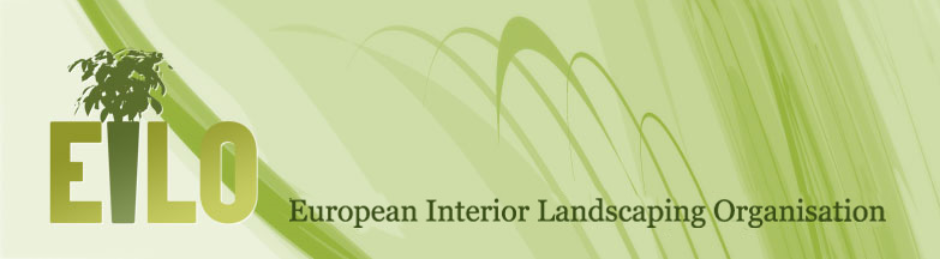 EILO
European Interior Landscaping Organisation